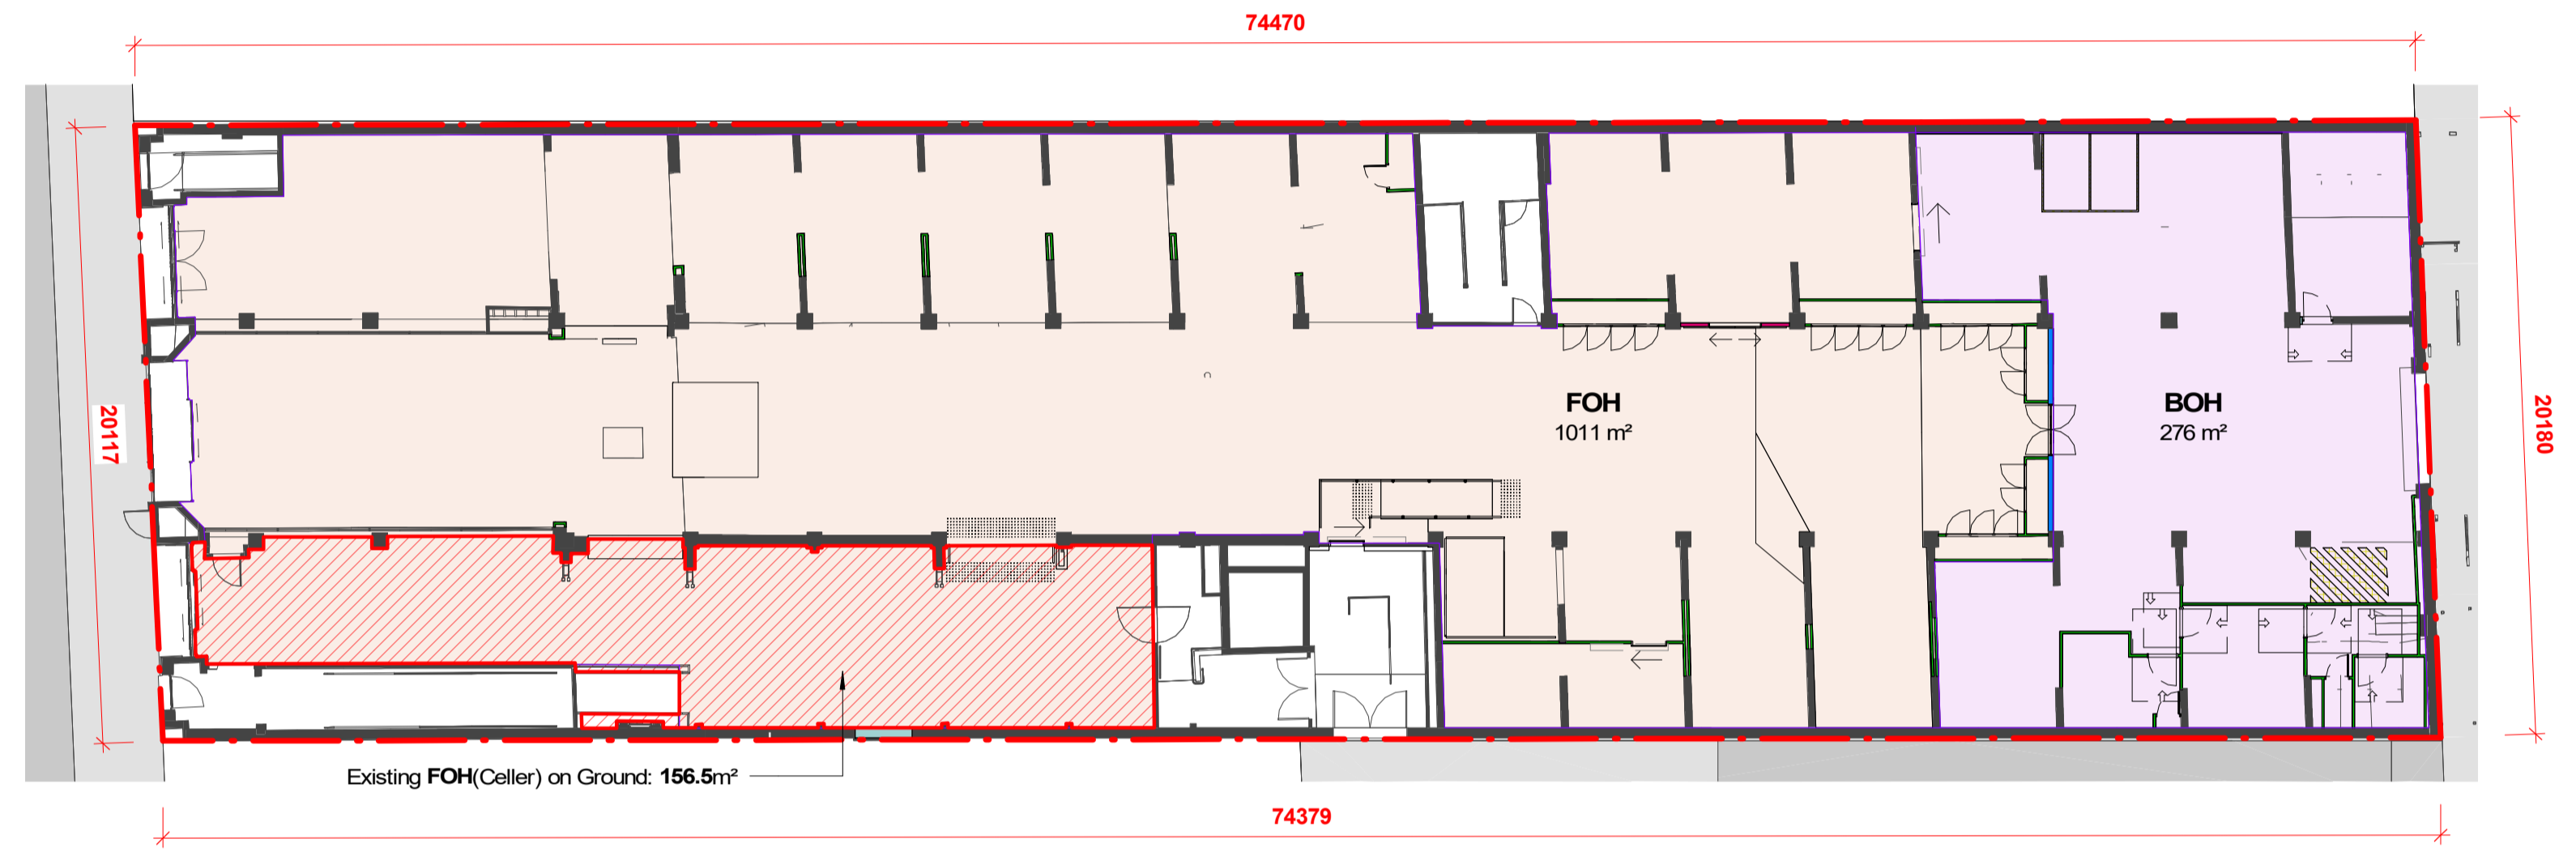 74470
20117
FOH
1011 m²
BOH
276 m²
20180
Existing FOH(Celler) on Ground: 156.5m²
74379